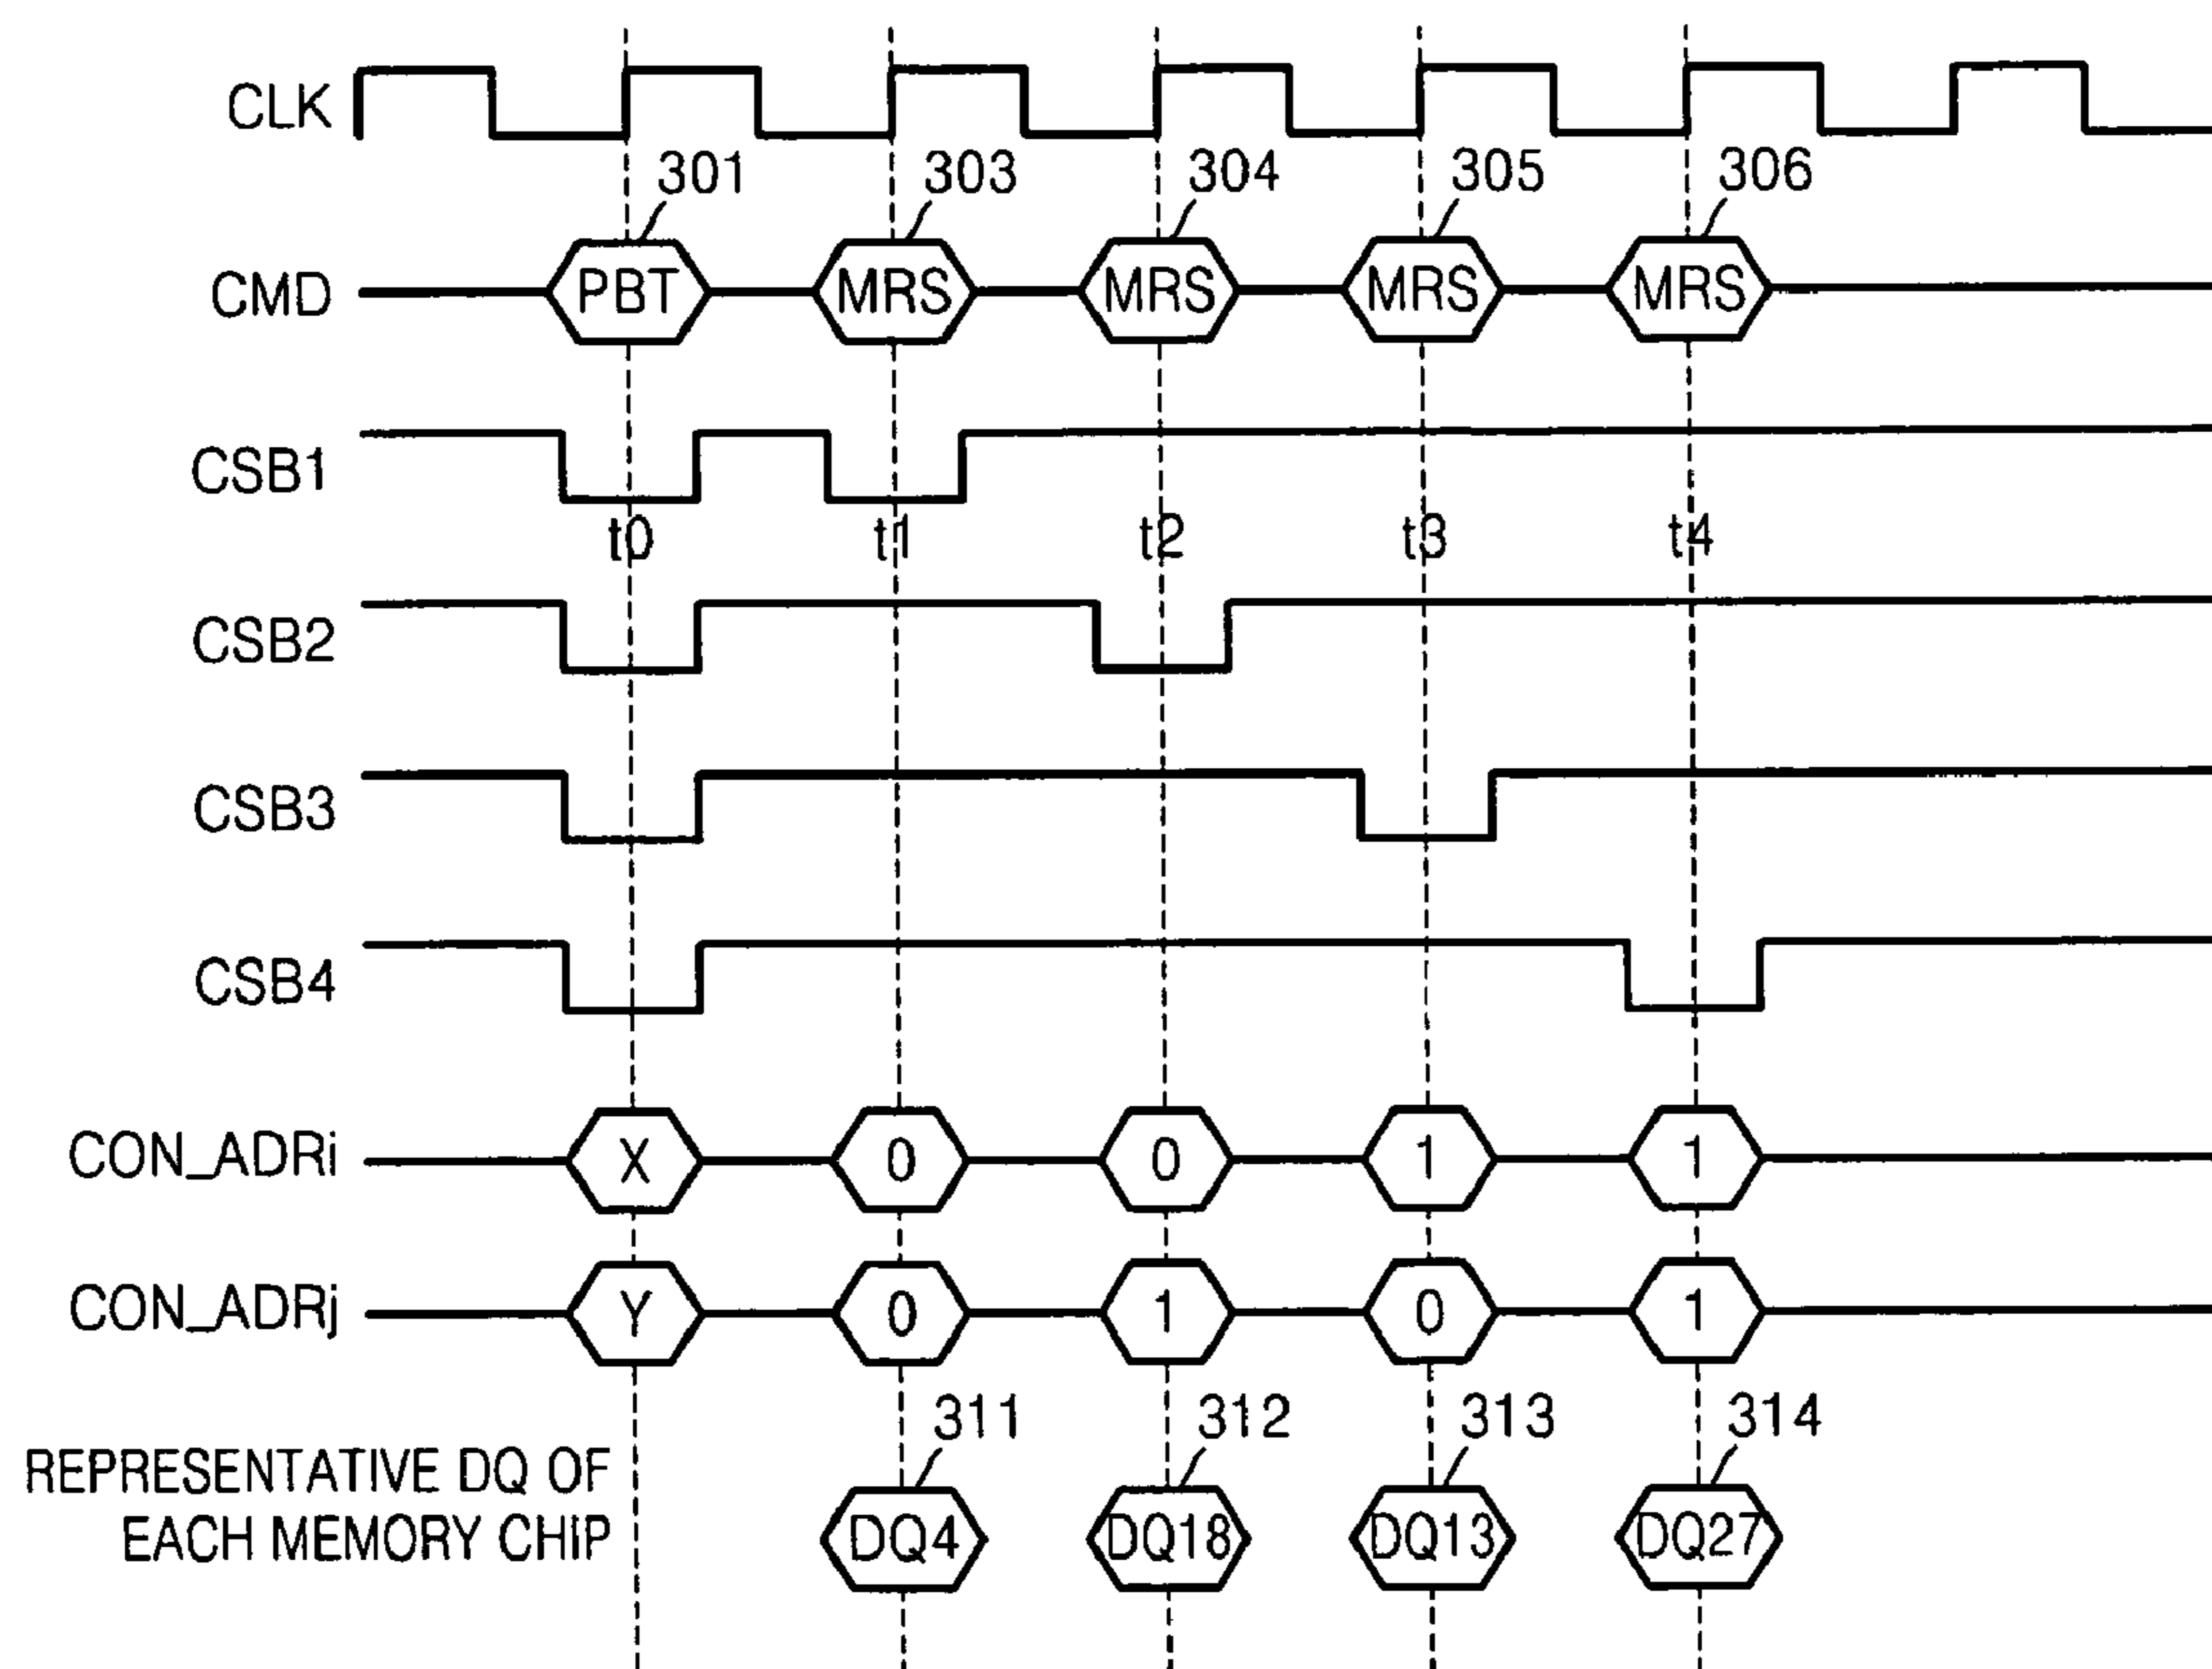 CLK
301 303 304 305 306
CMD PBT MRS MRS MRS MRS
CSB1
t0 t1 t2 t3 t4
CSB2
CSB3
CSB4
CON_ADRi X 0 0 1 1
CON_ADRj Y 0 1 0 1
311 312 313 314
REPRESENTATIVE DQ OF
EACH MEMORY CHIP DQ4 DQ18 DQ13 DQ27